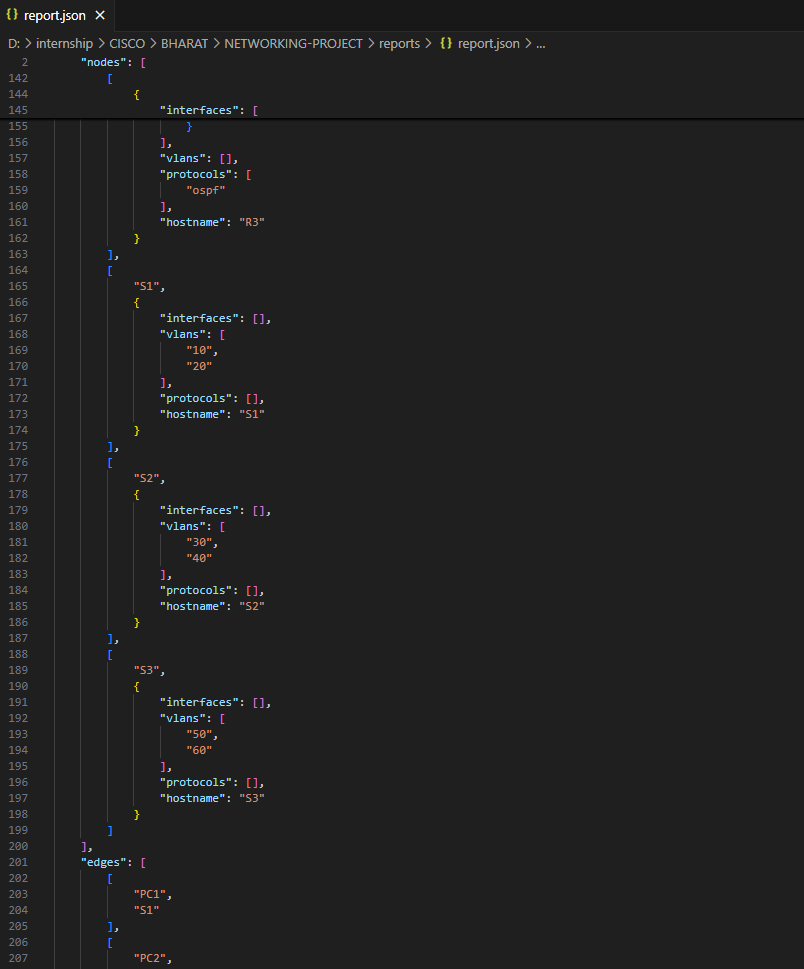 {} report.json ×
D: > internship > CISCO > BHARAT > NETWORKING-PROJECT > reports > {} report.json > ...
2 "nodes": [
142 [
144 {
145 "interfaces": [
155 }
156 ],
157 "vlans": [],
158 "protocols": [
159 "ospf"
160 ],
161 "hostname": "R3"
162 }
163 ],
164 [
165 "S1",
166 {
167 "interfaces": [],
168 "vlans": [
169 "10",
170 "20"
171 ],
172 "protocols": [],
173 "hostname": "S1"
174 }
175 ],
176 [
177 "S2",
178 {
179 "interfaces": [],
180 "vlans": [
181 "30",
182 "40"
183 ],
184 "protocols": [],
185 "hostname": "S2"
186 }
187 ],
188 [
189 "S3",
190 {
191 "interfaces": [],
192 "vlans": [
193 "50",
194 "60"
195 ],
196 "protocols": [],
197 "hostname": "S3"
198 }
199 ]
200 ],
201 "edges": [
202 [
203 "PC1",
204 "S1"
205 ],
206 [
207 "PC2",